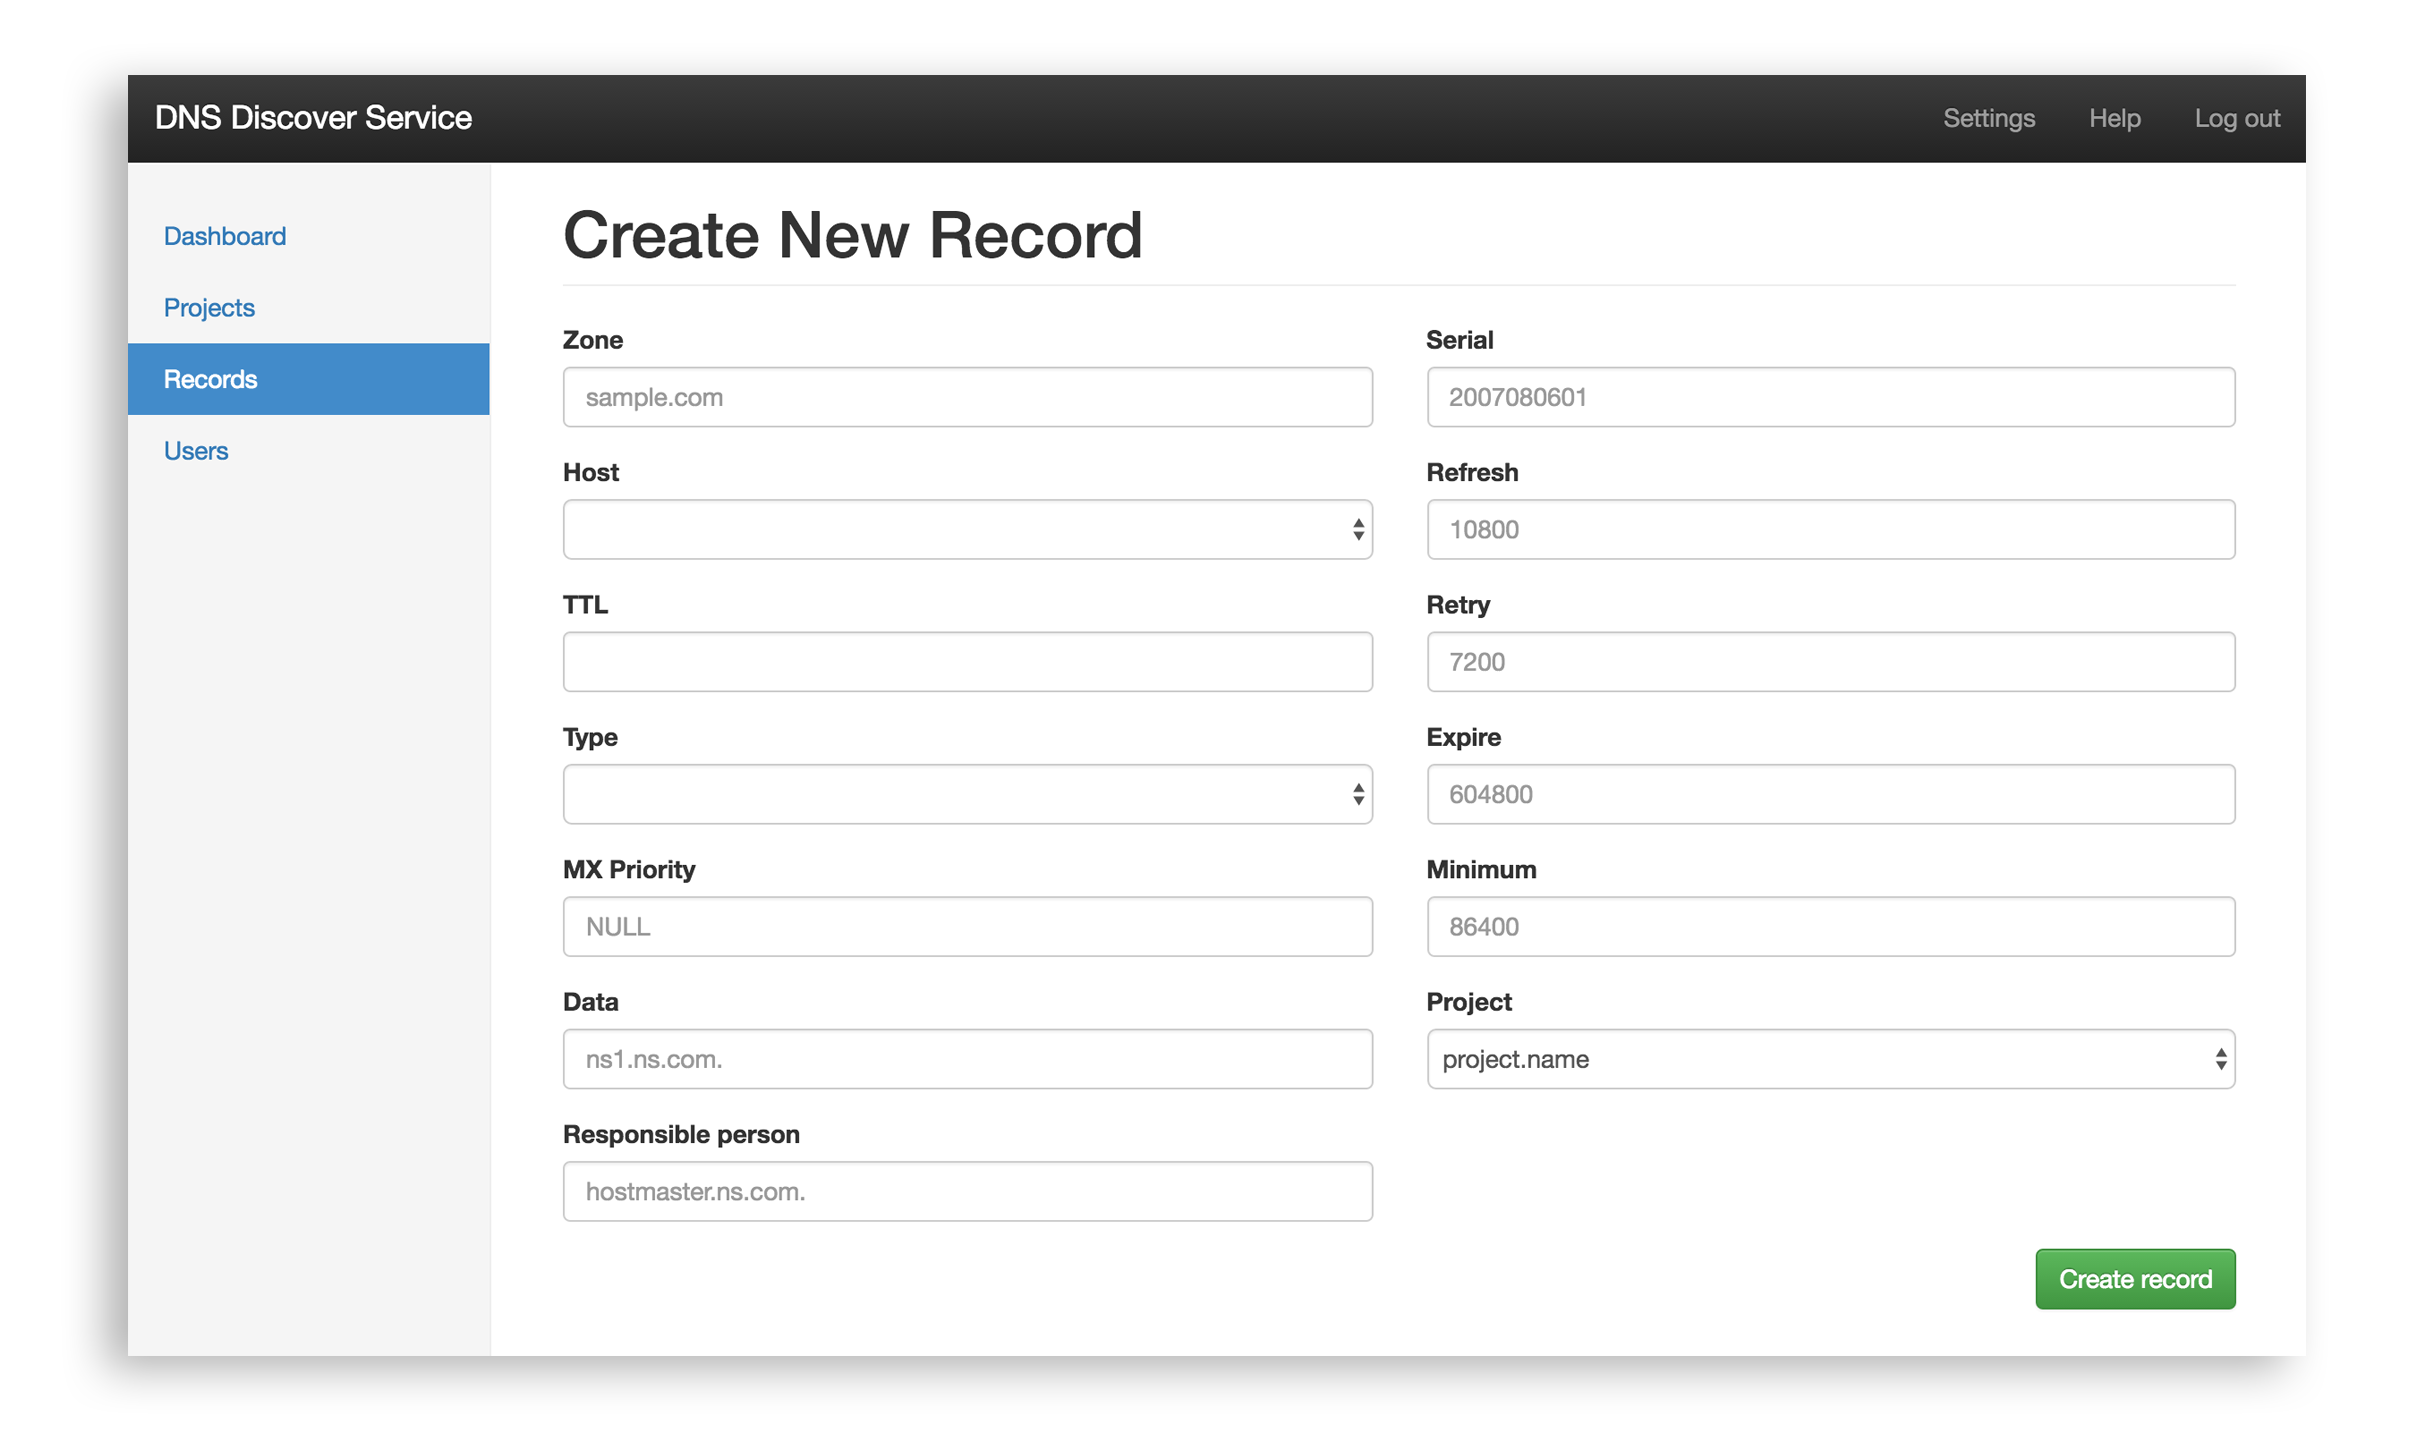 DNS Discover Service
Settings Help Log out
Dashboard
Projects
Records
Users
Create New Record
Zone
sample.com
Serial
2007080601
Host
Refresh
10800
TTL
Retry
7200
Type
Expire
604800
MX Priority
NULL
Minimum
86400
Data
ns1.ns.com.
Project
project.name
Responsible person
hostmaster.ns.com.
Create record